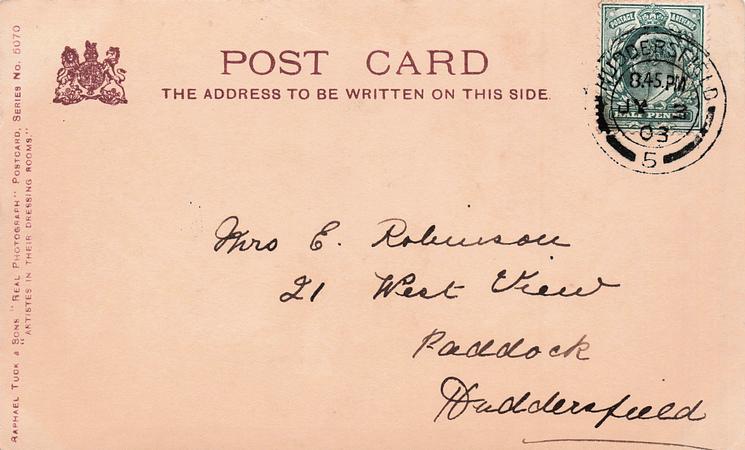 POST CARD
THE ADDRESS TO BE WRITTEN ON THIS SIDE.
POSTAGE & REVENUE
HALF PENNY
HUDDERSFIELD
8.45.PM
JY 3
03
5
Mrs E. Robinson
21 West View
Paddock
Huddersfield
RAPHAEL TUCK & SONS "REAL PHOTOGRAPH" POSTCARD, SERIES No. 5070
"ARTISTES IN THEIR DRESSING ROOMS."